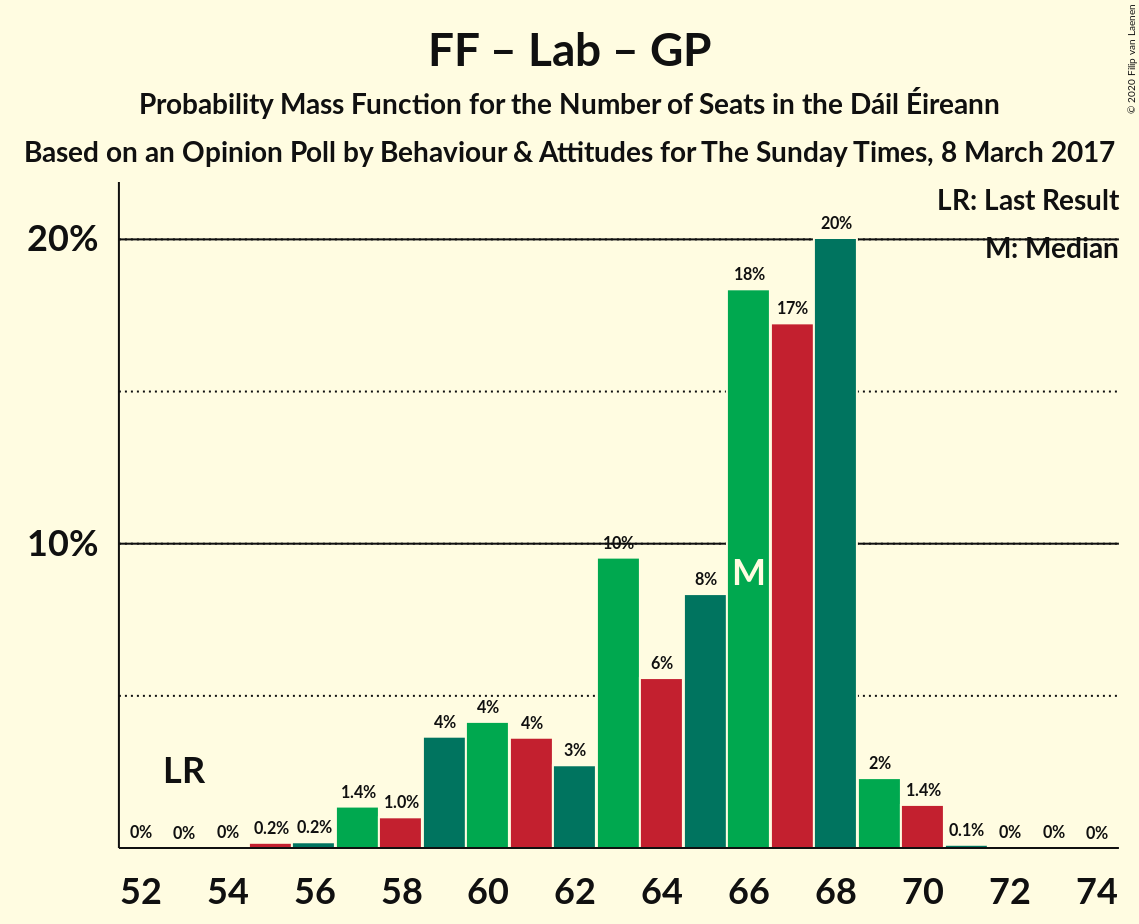 FF – Lab – GP
Probability Mass Function for the Number of Seats in the Dáil Éireann
Based on an Opinion Poll by Behaviour & Attitudes for The Sunday Times, 8 March 2017
© 2020 Filip van Laenen
LR: Last Result
M: Median
20%
10%
20%
18%
17%
10%
8%
6%
4%
4%
4%
3%
2%
1.4%
1.0%
1.4%
0%
0%
0%
0.2%
0.2%
0.1%
0%
0%
0%
LR
M
52 54 56 58 60 62 64 66 68 70 72 74